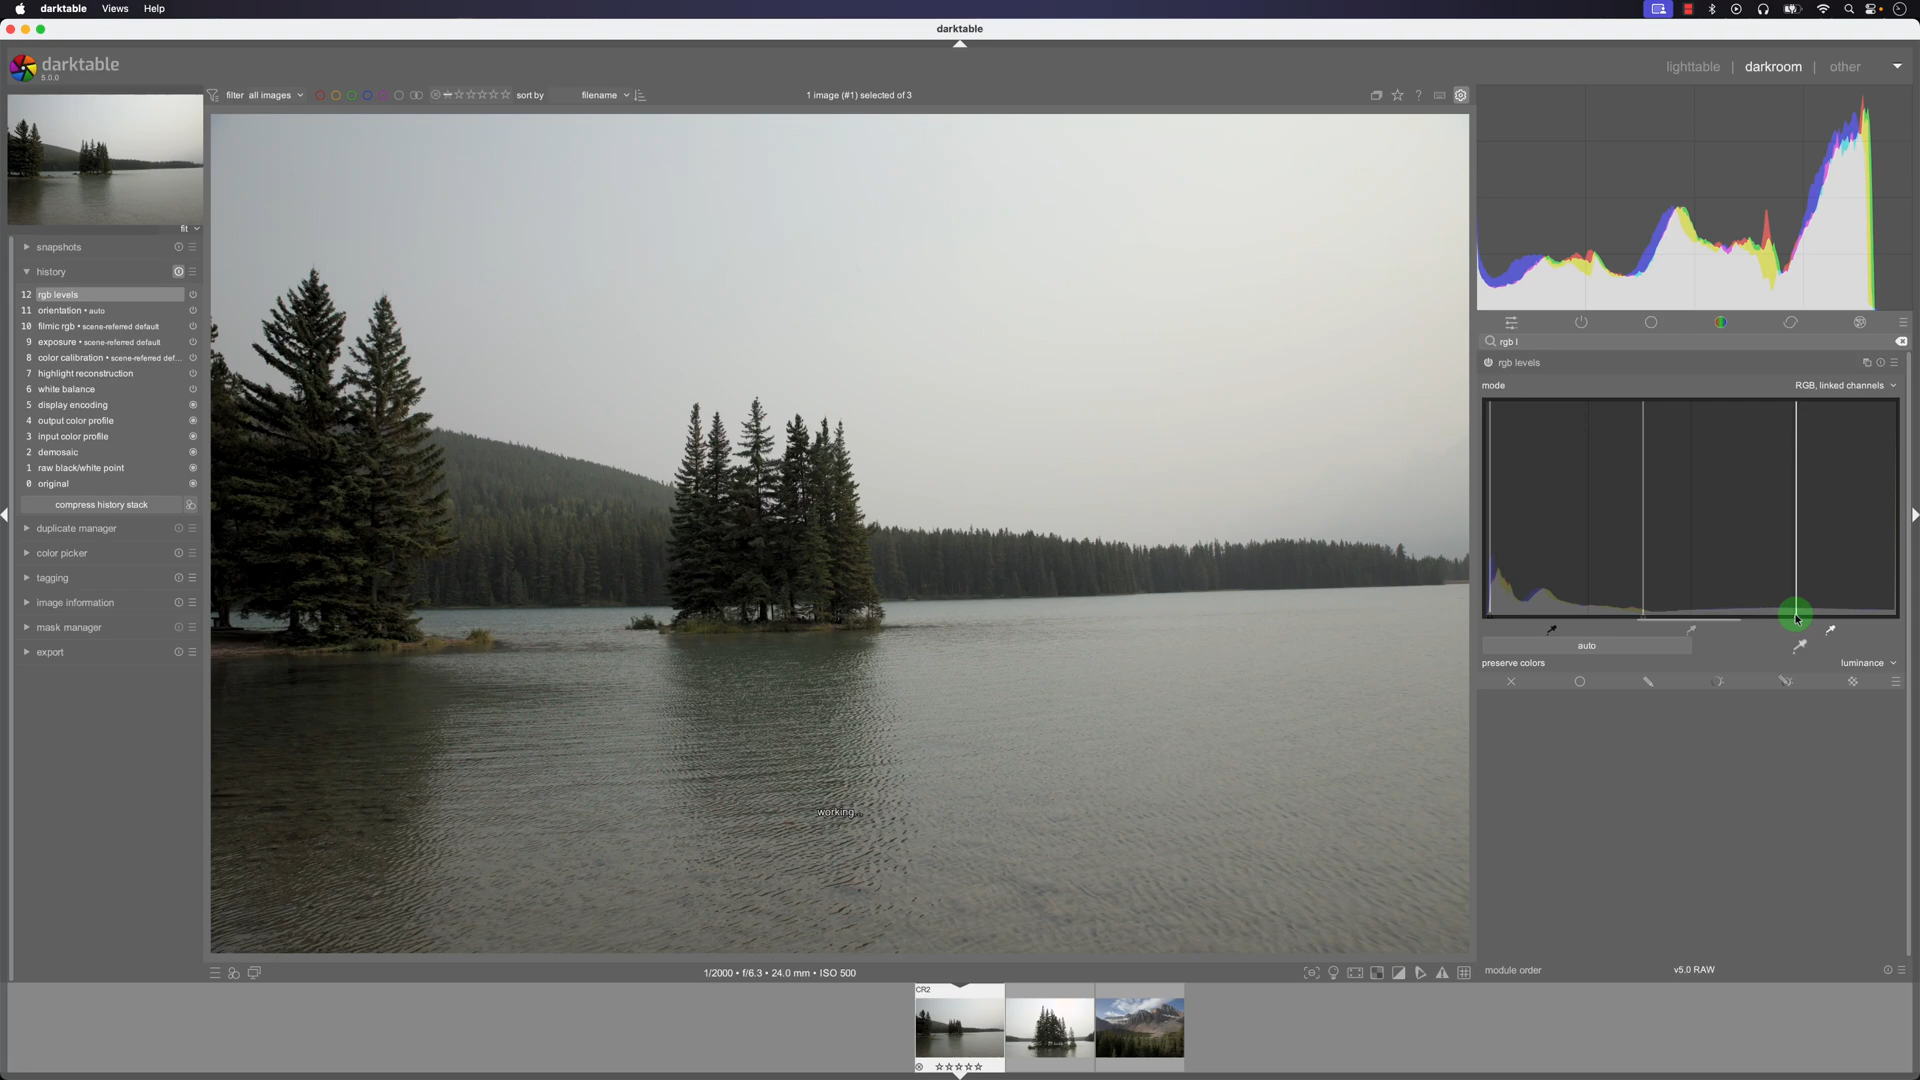 darktable Views Help
darktable
darktable
5.0.0
lighttable | darkroom | other
filter all images
sort by filename
1 image (#1) selected of 3
?
fit
snapshots
history
12 rgb levels
11 orientation • auto
10 filmic rgb • scene-referred default
9 exposure • scene-referred default
8 color calibration • scene-referred def...
7 highlight reconstruction
6 white balance
5 display encoding
4 output color profile
3 input color profile
2 demosaic
1 raw black/white point
0 original
compress history stack
duplicate manager
color picker
tagging
image information
mask manager
export
working...
1/2000 • f/6.3 • 24.0 mm • ISO 500
rgb l
rgb levels
mode RGB, linked channels
auto
preserve colors luminance
module order v5.0 RAW
CR2